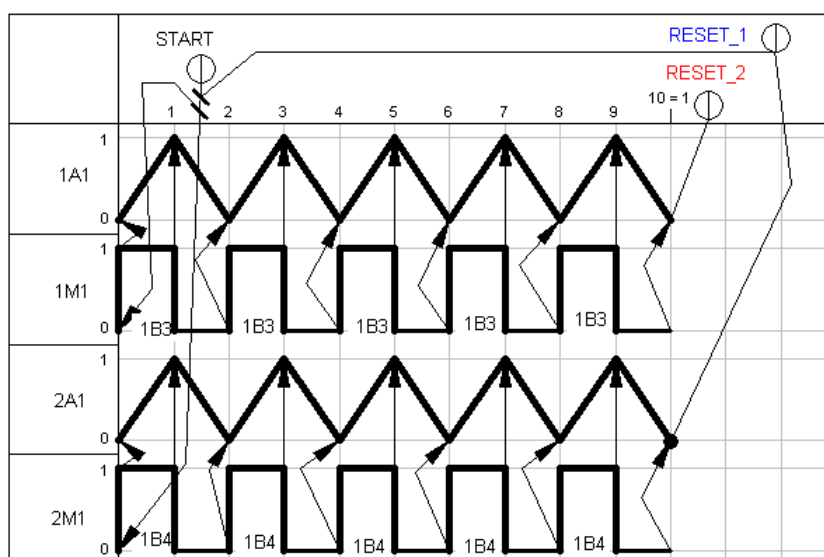 START
RESET_1
RESET_2
1 2 3 4 5 6 7 8 9 10 = 1
1
1A1
0
1
1M1
0
1B3 1B3 1B3 1B3 1B3
1
2A1
0
1
2M1
0
1B4 1B4 1B4 1B4 1B4